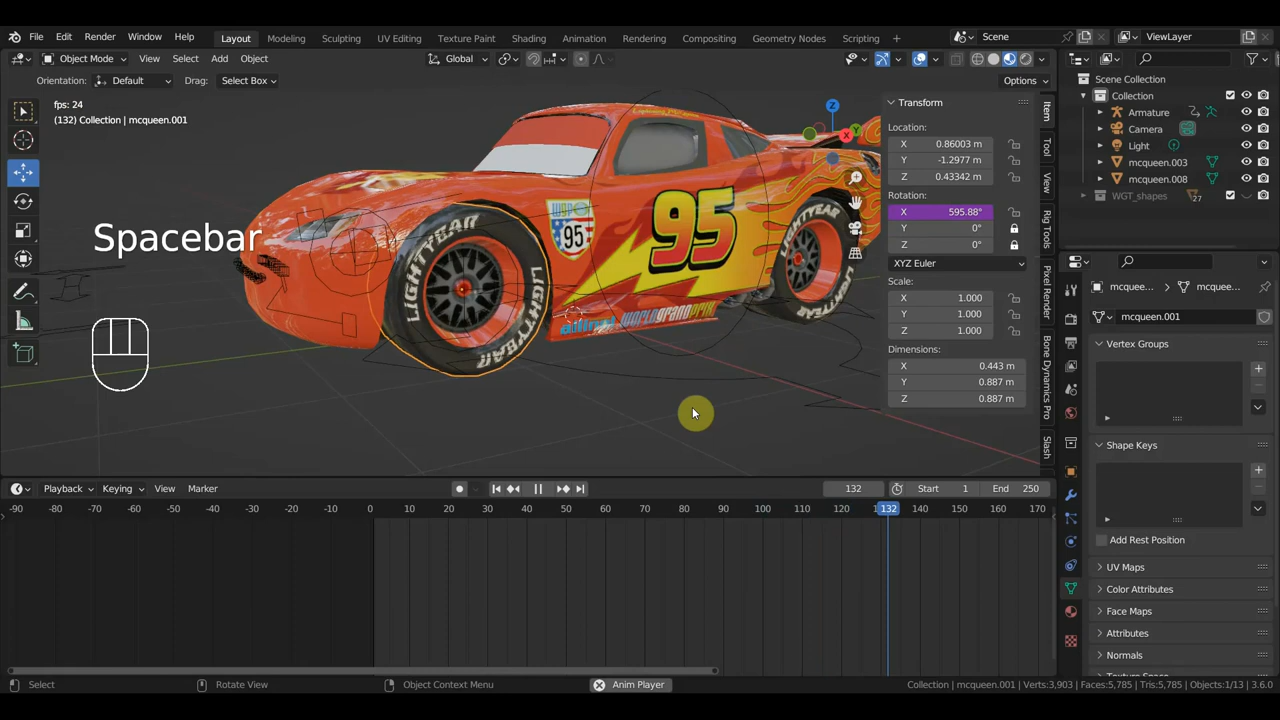 File Edit Render Window Help Layout Modeling Sculpting UV Editing Texture Paint Shading Animation Rendering Compositing Geometry Nodes Scripting + Scene ViewLayer
Object Mode View Select Add Object Global
Orientation: Default Drag: Select Box Options
fps: 24
(132) Collection | mcqueen.001
Spacebar
LIGHTYEAR
LIGHTYEAR
LIGHTYEAR
WGP
95
95
WORLDGRANDPRIX
LIGHTYEAR
LIGHTYEAR
Z
X
Y
Transform
Location:
X 0.86003 m
Y -1.2977 m
Z 0.43342 m
Rotation:
X 595.88°
Y 0°
Z 0°
XYZ Euler
Scale:
X 1.000
Y 1.000
Z 1.000
Dimensions:
X 0.443 m
Y 0.887 m
Z 0.887 m
Item
Tool
View
Rig Tools
Pixel Render
Bone Dynamics Pro
Slash
Scene Collection
Collection
Armature
Camera
Light
mcqueen.003
mcqueen.008
WGT_shapes 27
mcquee... mcquee...
mcqueen.001
Vertex Groups
Shape Keys
Add Rest Position
UV Maps
Color Attributes
Face Maps
Attributes
Normals
Texture Space
Playback Keying View Marker 132 Start 1 End 250
-90 -80 -70 -60 -50 -40 -30 -20 -10 0 10 20 30 40 50 60 70 80 90 100 110 120 132 140 150 160 170
Select Rotate View Object Context Menu Anim Player Collection | mcqueen.001 | Verts:3,903 | Faces:5,785 | Tris:5,785 | Objects:1/13 | 3.6.0